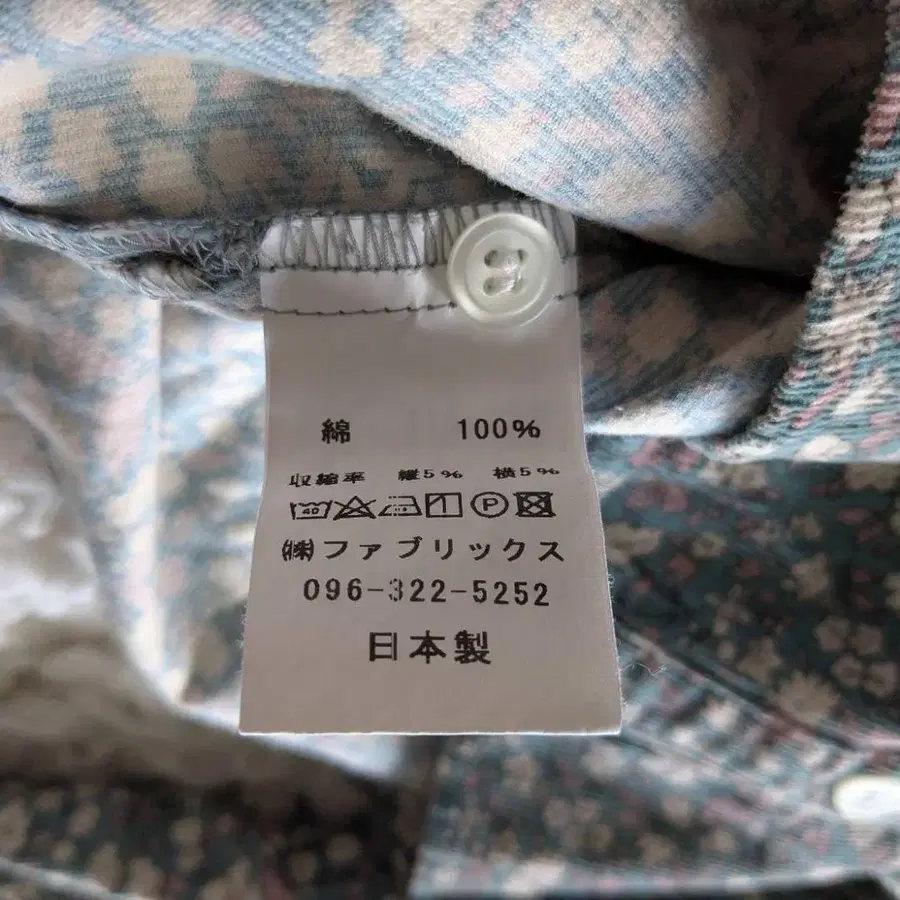 綿 100%
収縮率 縦5% 横5%
40 P
(株)ファブリックス
096-322-5252
日本製